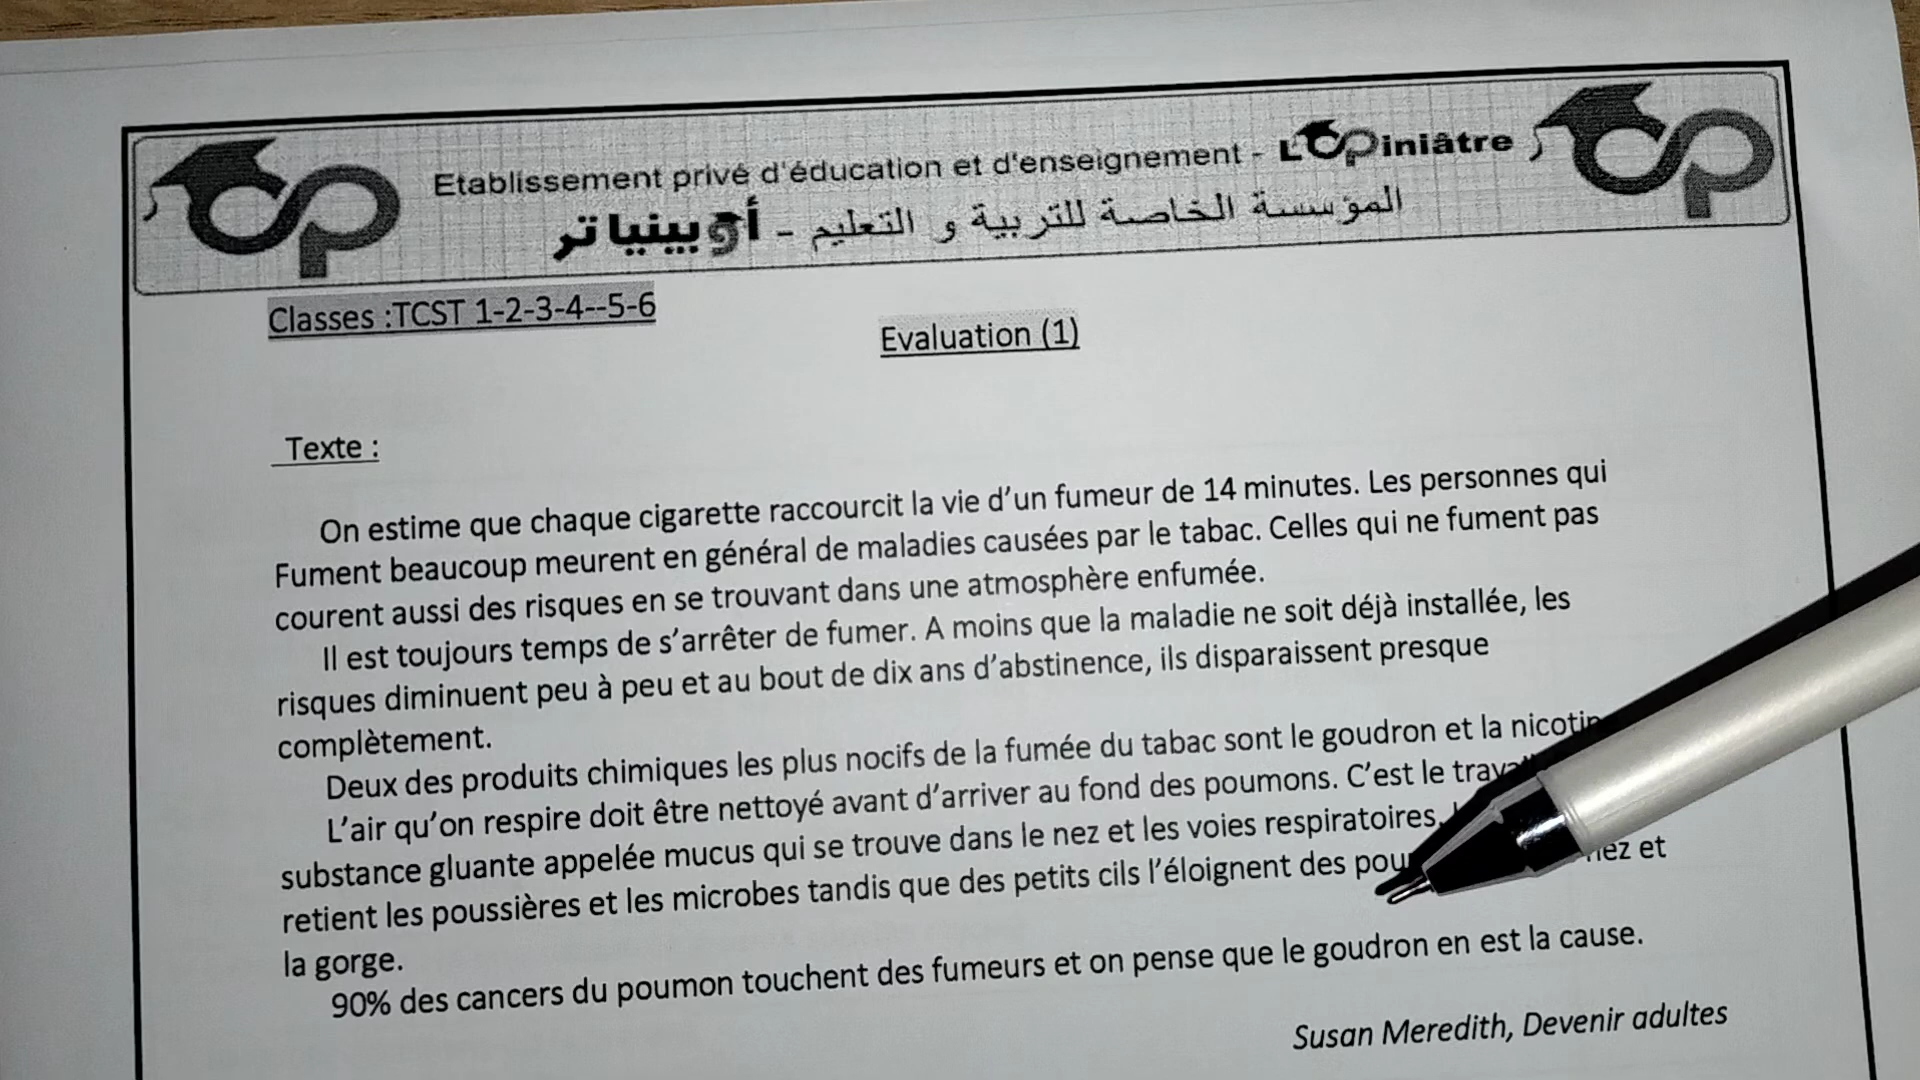 Etablissement privé d'éducation et d'enseignement - L'OPiniâtre
المؤسسة الخاصة للتربية و التعليم - أوبينياتر
Classes :TCST 1-2-3-4--5-6
Evaluation (1)
Texte :
On estime que chaque cigarette raccourcit la vie d'un fumeur de 14 minutes. Les personnes qui
Fument beaucoup meurent en général de maladies causées par le tabac. Celles qui ne fument pas
courent aussi des risques en se trouvant dans une atmosphère enfumée.
Il est toujours temps de s'arrêter de fumer. A moins que la maladie ne soit déjà installée, les
risques diminuent peu à peu et au bout de dix ans d'abstinence, ils disparaissent presque
complètement.
Deux des produits chimiques les plus nocifs de la fumée du tabac sont le goudron et la
L'air qu'on respire doit être nettoyé avant d'arriver au fond des poumons. C'est le
substance gluante appelée mucus qui se trouve dans le nez et les voies respiratoires.
retient les poussières et les microbes tandis que des petits cils l'éloignent des nez et
la gorge.
90% des cancers du poumon touchent des fumeurs et on pense que le goudron en est la cause.
Susan Meredith, Devenir adultes